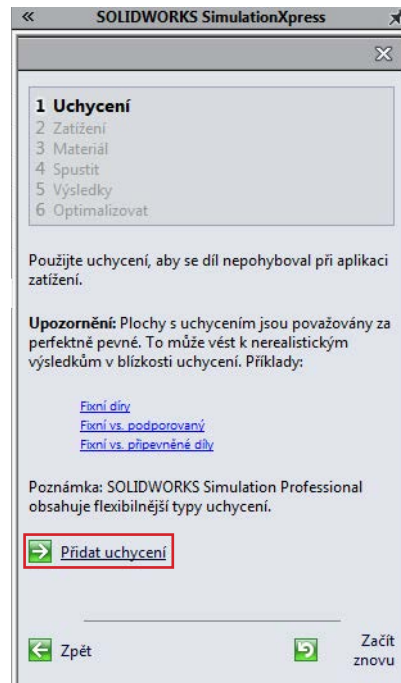 « SOLIDWORKS SimulationXpress
1 Uchycení
2 Zatížení
3 Materiál
4 Spustit
5 Výsledky
6 Optimalizovat
Použijte uchycení, aby se díl nepohyboval při aplikaci
zatížení.
Upozornění: Plochy s uchycením jsou považovány za
perfektně pevné. To může vést k nerealistickým
výsledkům v blízkosti uchycení. Příklady:
Fixní díry
Fixní vs. podporovaný
Fixní vs. připevněné díly
Poznámka: SOLIDWORKS Simulation Professional
obsahuje flexibilnější typy uchycení.
Přidat uchycení
Zpět
Začít
znovu